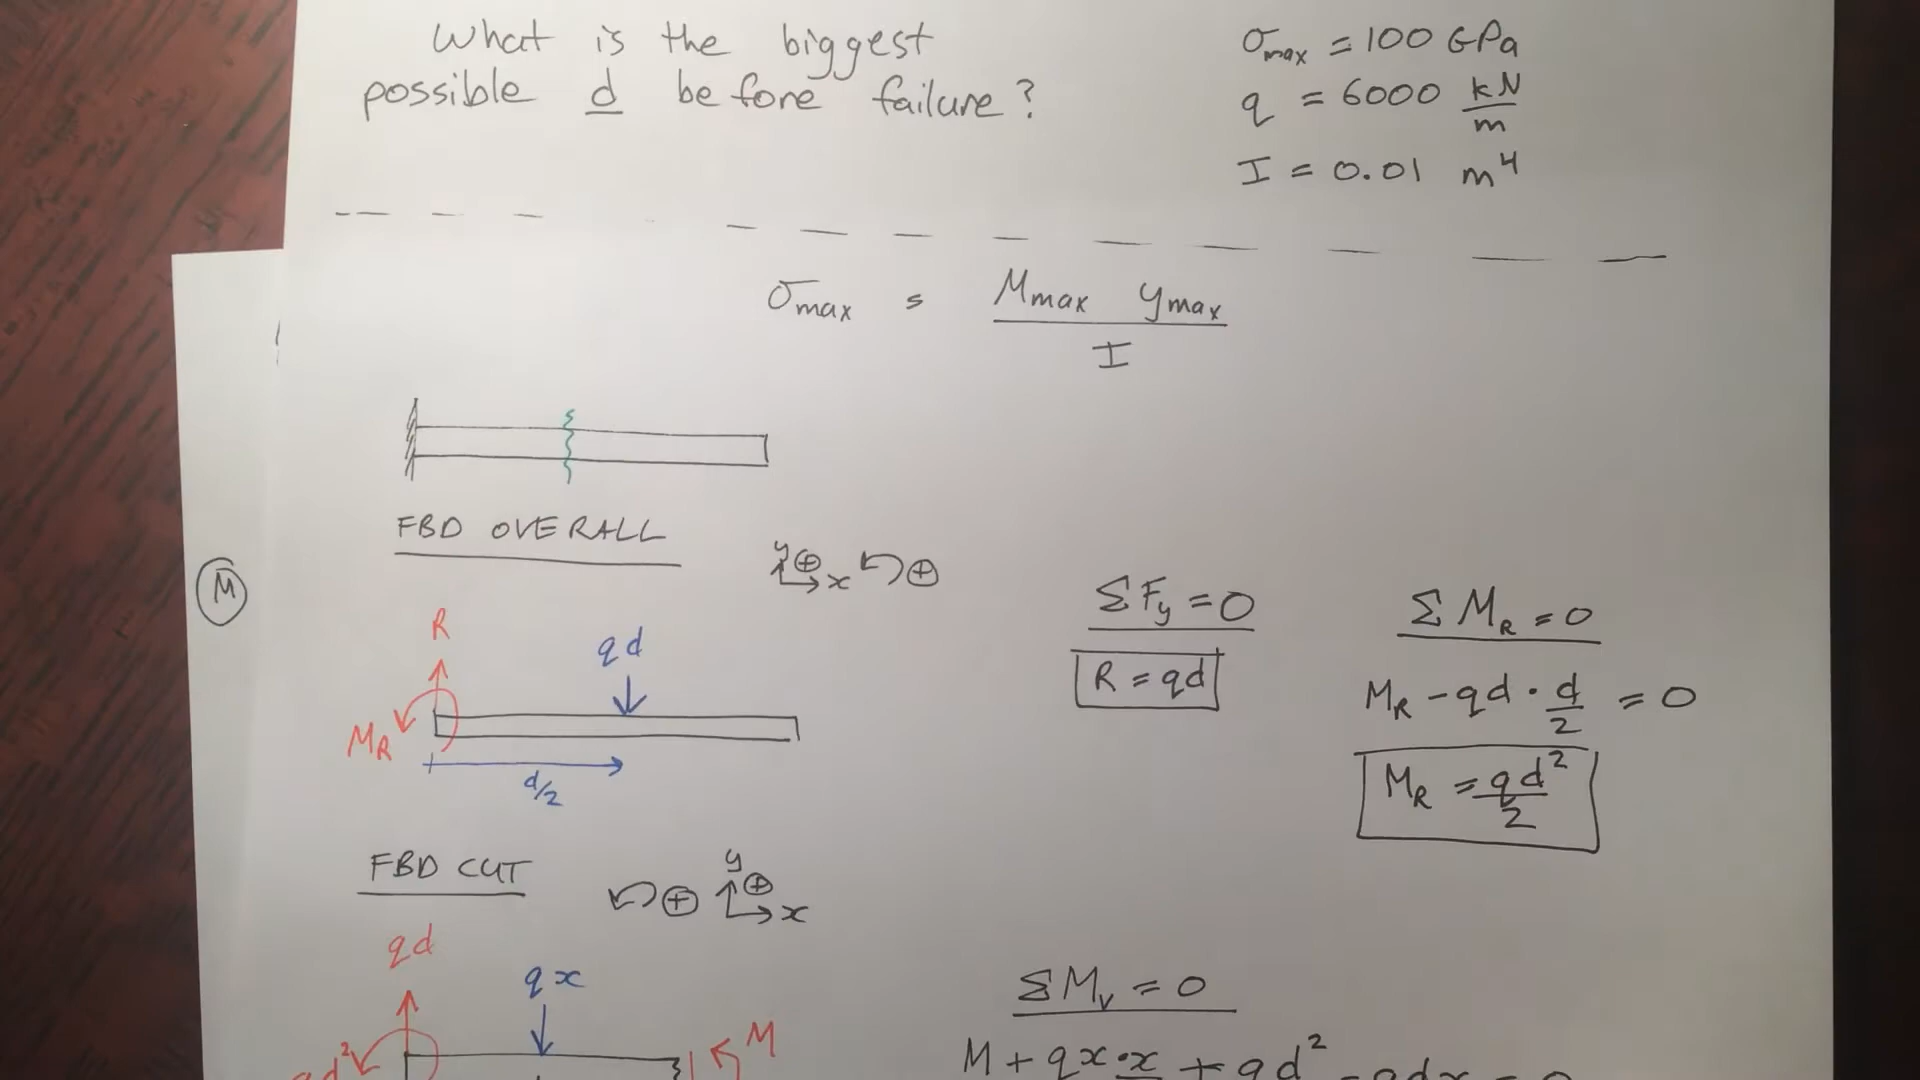 What is the biggest
possible d before failure?
σmax = 100 GPa
q = 6000 kN/m
I = 0.01 m⁴
σmax = Mmax ymax / I
FBD OVERALL
y ⊕ x ⊕
M
R
qd
MR
d/2
ΣFy = 0
R = qd
ΣMR = 0
MR - qd · d/2 = 0
MR = qd²/2
FBD CUT
⊕ y ⊕ x
qd
qx
M
ΣMv = 0
M + qx · x + qd²